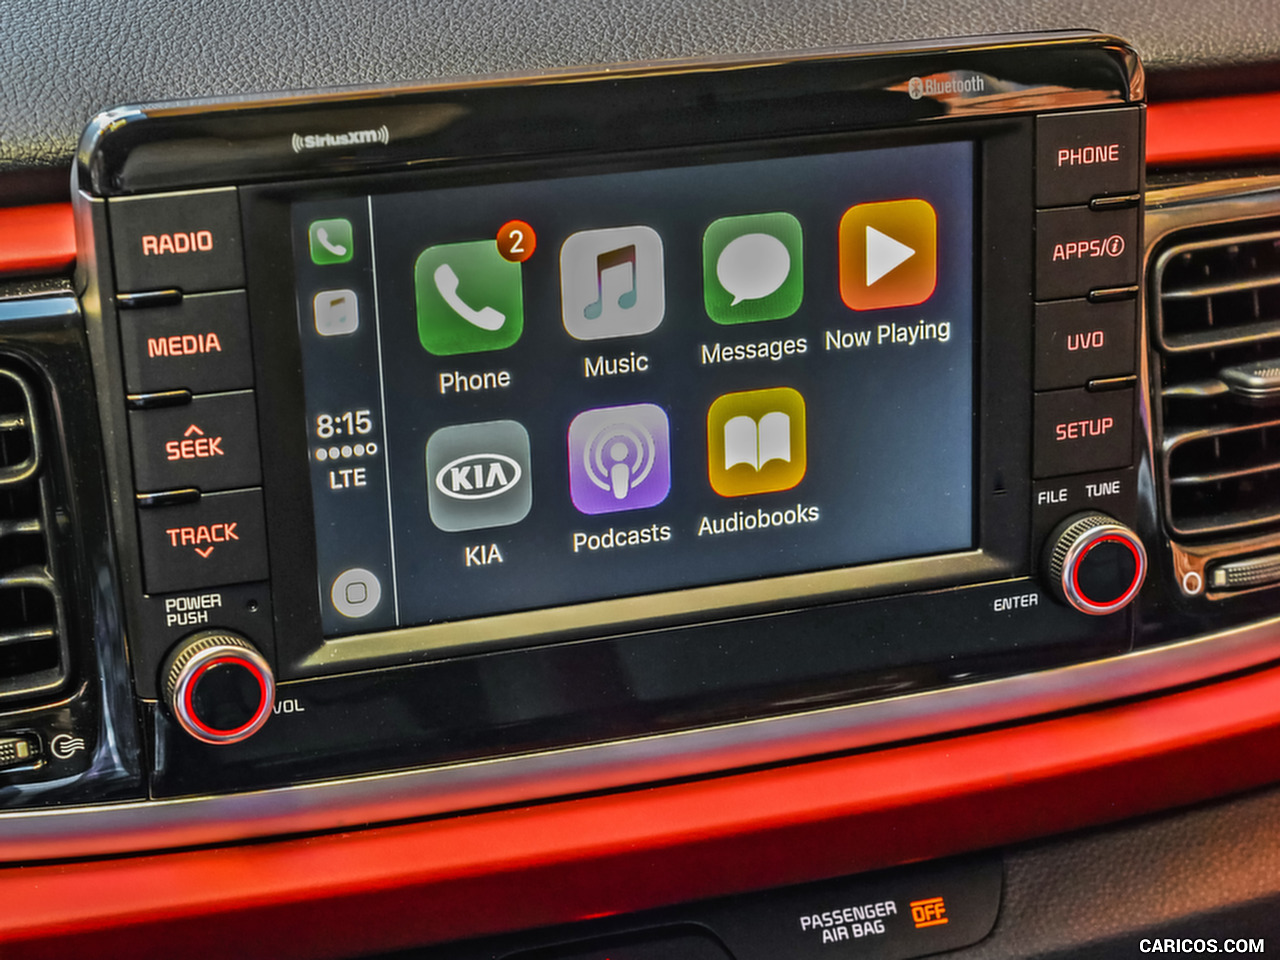 SiriusXM
Bluetooth
RADIO
MEDIA
SEEK
TRACK
POWER
PUSH
VOL
8:15
LTE
2
Phone
Music
Messages
Now Playing
KIA
KIA
Podcasts
Audiobooks
PHONE
APPS/i
UVO
SETUP
FILE
TUNE
ENTER
PASSENGER
AIR BAG
OFF
CARICOS.COM